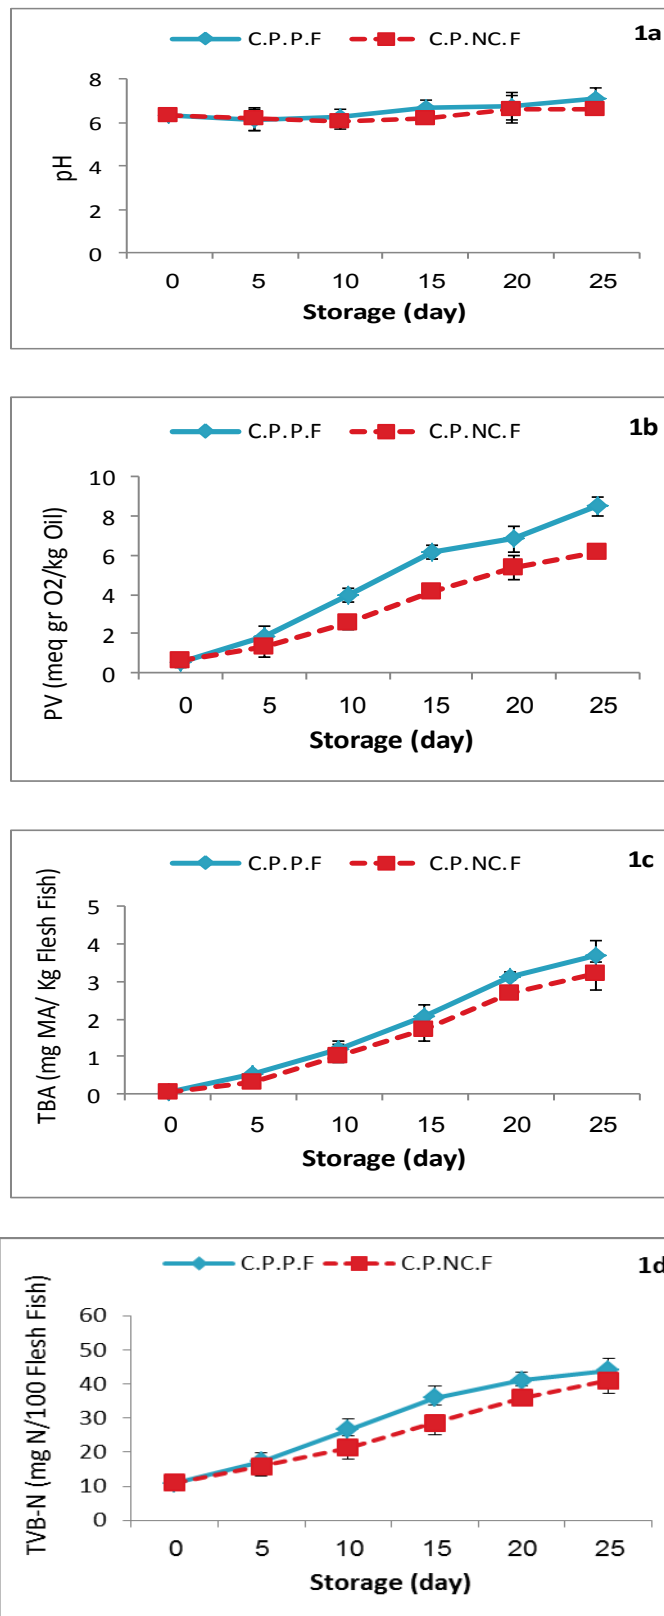 C.P.P.F C.P.NC.F 1a
8
6
4
2
0
pH
0 5 10 15 20 25
Storage (day)
C.P.P.F C.P.NC.F 1b
10
8
6
4
2
0
PV (meq gr O2/kg Oil)
0 5 10 15 20 25
Storage (day)
C.P.P.F C.P.NC.F 1c
5
4
3
2
1
0
TBA (mg MA/ Kg Flesh Fish)
0 5 10 15 20 25
Storage (day)
C.P.P.F C.P.NC.F 1d
60
50
40
30
20
10
0
TVB-N (mg N/100 Flesh Fish)
0 5 10 15 20 25
Storage (day)